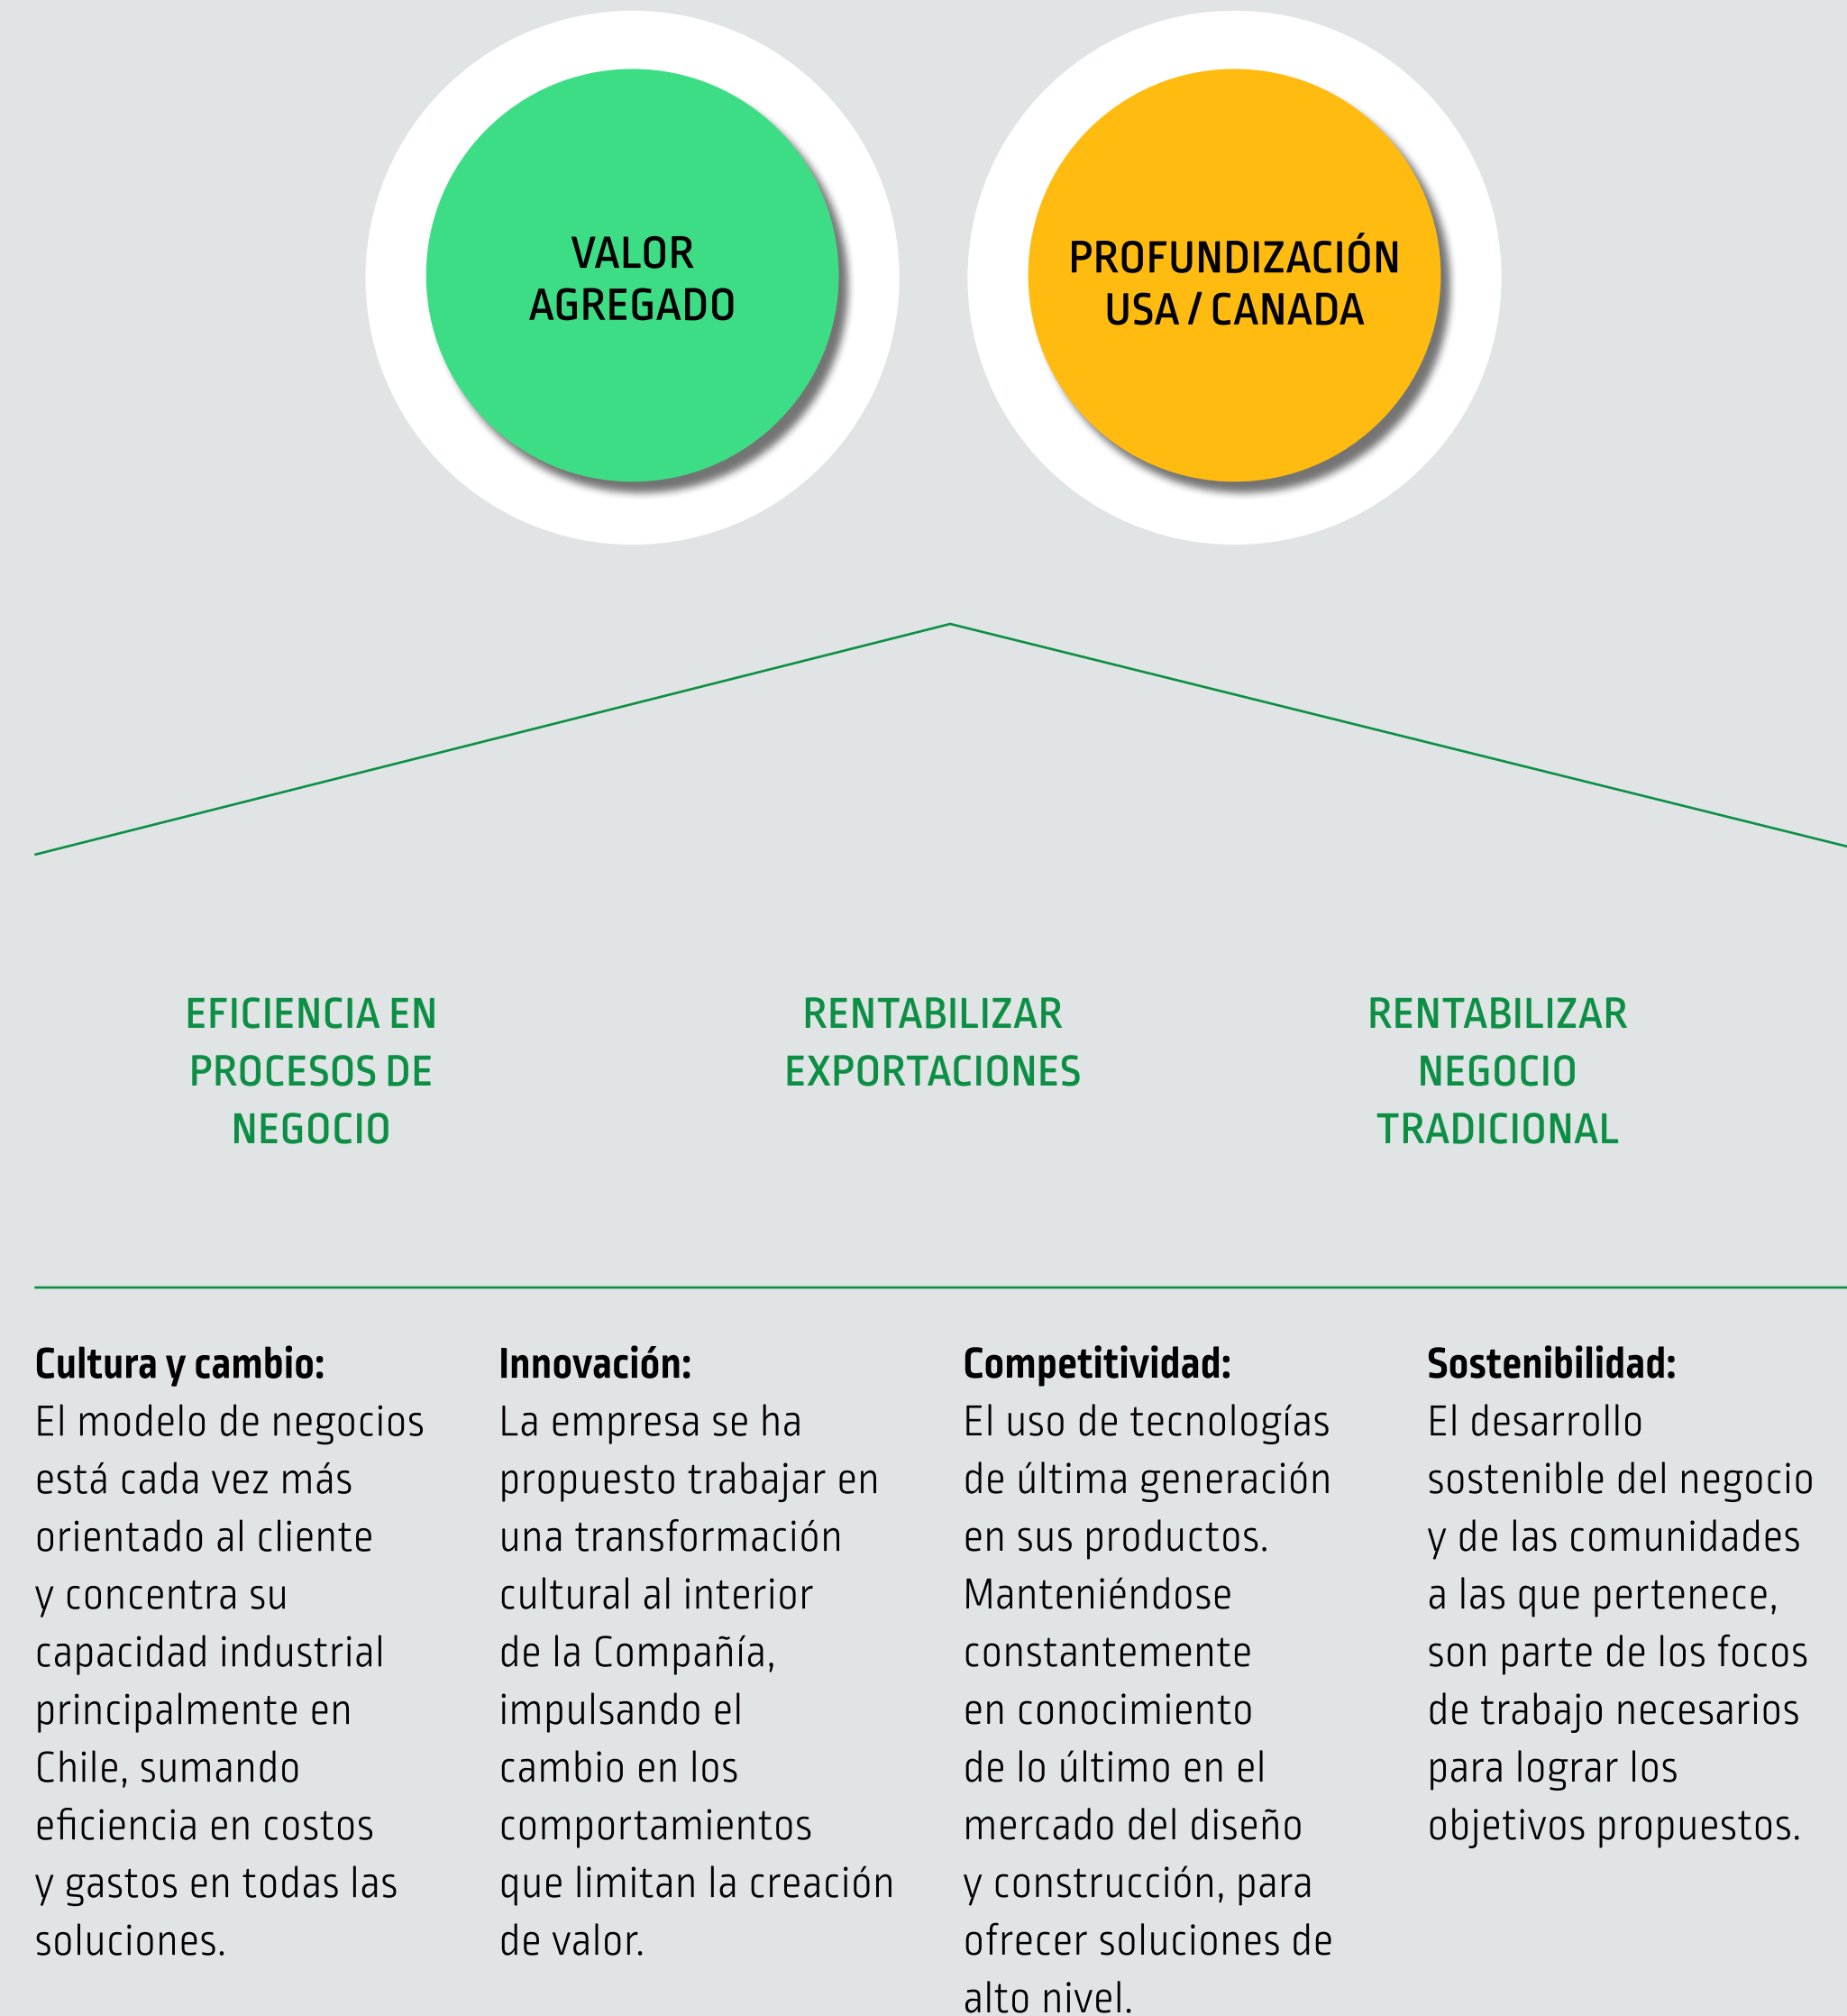 VALOR
AGREGADO
PROFUNDIZACIÓN
USA / CANADA
EFICIENCIA EN
PROCESOS DE
NEGOCIO
RENTABILIZAR
EXPORTACIONES
RENTABILIZAR
NEGOCIO
TRADICIONAL
Cultura y cambio:
El modelo de negocios
está cada vez más
orientado al cliente
y concentra su
capacidad industrial
principalmente en
Chile, sumando
eficiencia en costos
y gastos en todas las
soluciones.
Innovación:
La empresa se ha
propuesto trabajar en
una transformación
cultural al interior
de la Compañía,
impulsando el
cambio en los
comportamientos
que limitan la creación
de valor.
Competitividad:
El uso de tecnologías
de última generación
en sus productos.
Manteniéndose
constantemente
en conocimiento
de lo último en el
mercado del diseño
y construcción, para
ofrecer soluciones de
alto nivel.
Sostenibilidad:
El desarrollo
sostenible del negocio
y de las comunidades
a las que pertenece,
son parte de los focos
de trabajo necesarios
para lograr los
objetivos propuestos.